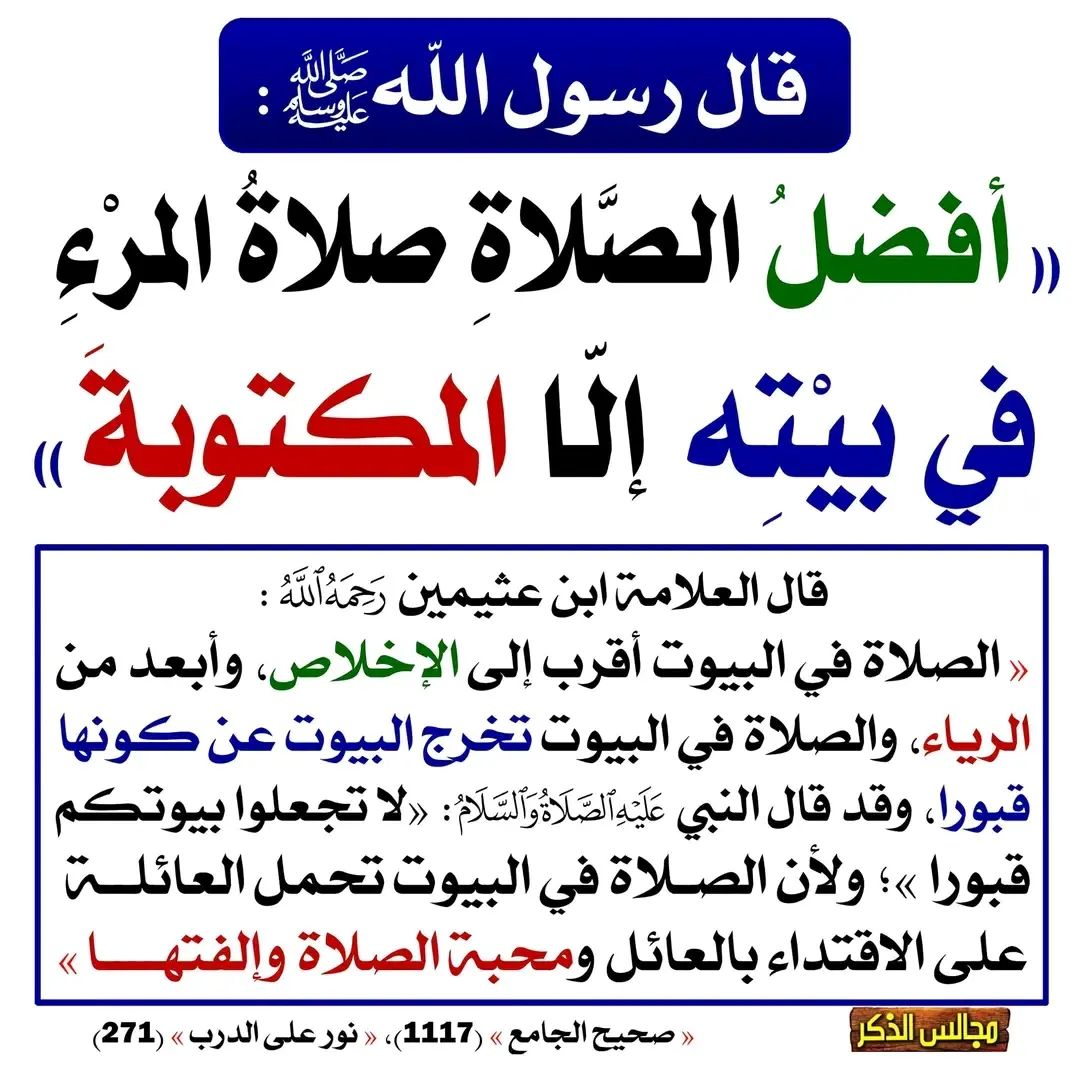 قال رسول اللّه ﷺ :
(( أفضلُ الصَّلاةِ صلاةُ المرْءِ
في بيْتِه إلّا المكتوبةَ ))
قال العلامة ابن عثيمين رَحِمَهُ ٱللَّهُ :
« الصلاة في البيوت أقرب إلى الإخلاص، وأبعد من
الرياء، والصلاة في البيوت تخرج البيوت عن كونها
قبورا، وقد قال النبي عَلَيْهِ ٱلصَّلَاةُ وَٱلسَّلَامُ: «لا تجعلوا بيوتكم
قبورا »؛ ولأن الصلاة في البيوت تحمل العائلة
على الاقتداء بالعائل ومحبة الصلاة وإلفتها »
« صحيح الجامع » (1117)، « نور على الدرب » (271)
مجالس الذكر